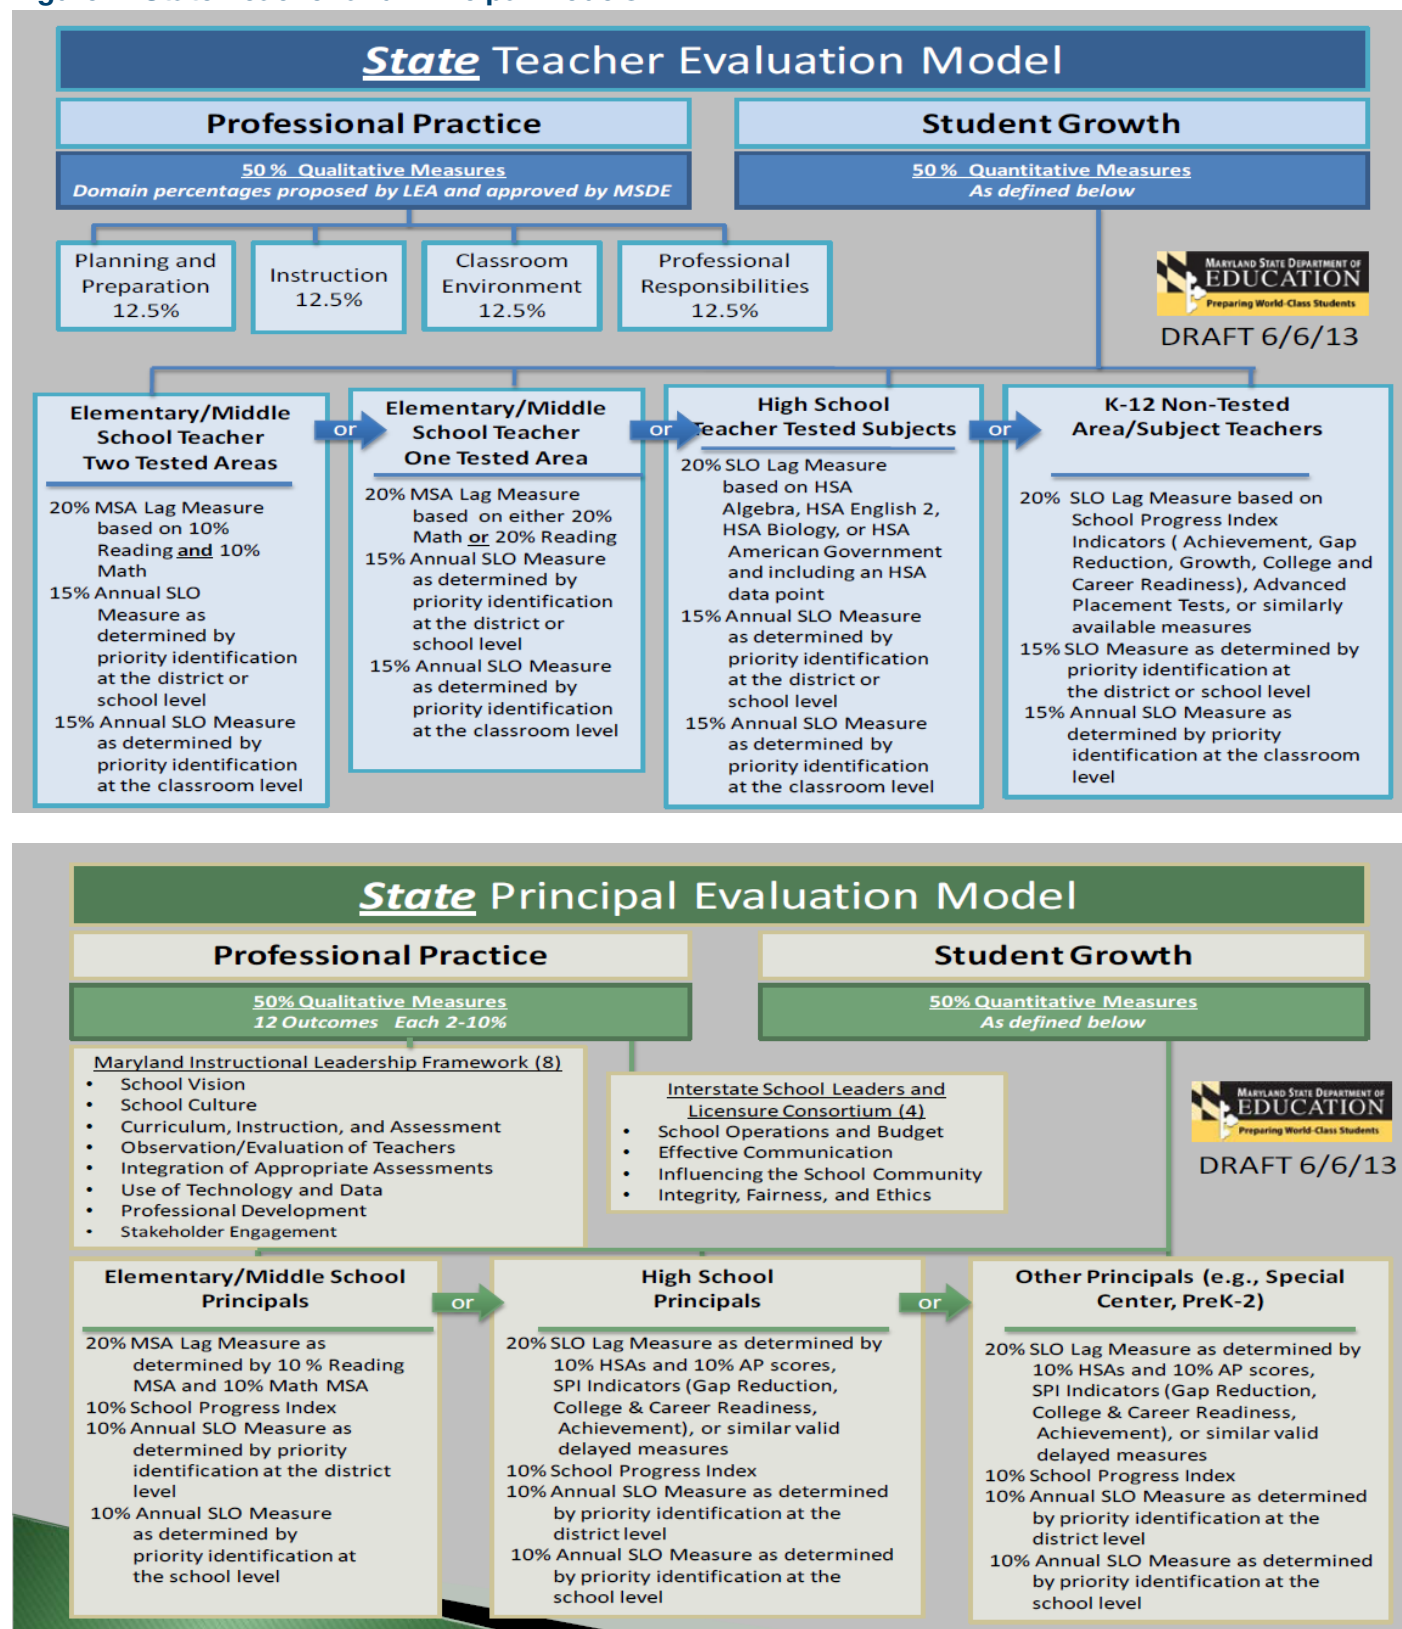 State Teacher Evaluation Model
Professional Practice
Student Growth
50 % Qualitative Measures
Domain percentages proposed by LEA and approved by MSDE
50 % Quantitative Measures
As defined below
Planning and
Preparation
12.5%
Instruction
12.5%
Classroom
Environment
12.5%
Professional
Responsibilities
12.5%
MARYLAND STATE DEPARTMENT OF
EDUCATION
Preparing World-Class Students
DRAFT 6/6/13
Elementary/Middle
School Teacher
Two Tested Areas
20% MSA Lag Measure
based on 10%
Reading and 10%
Math
15% Annual SLO
Measure as
determined by
priority identification
at the district or
school level
15% Annual SLO Measure
as determined by
priority identification
at the classroom level
or
Elementary/Middle
School Teacher
One Tested Area
20% MSA Lag Measure
based on either 20%
Math or 20% Reading
15% Annual SLO Measure
as determined by
priority identification
at the district or
school level
15% Annual SLO Measure
as determined by
priority identification
at the classroom level
or
High School
Teacher Tested Subjects
20% SLO Lag Measure
based on HSA
Algebra, HSA English 2,
HSA Biology, or HSA
American Government
and including an HSA
data point
15% Annual SLO Measure
as determined by
priority identification
at the district or
school level
15% Annual SLO Measure
as determined by
priority identification
at the classroom level
or
K-12 Non-Tested
Area/Subject Teachers
20% SLO Lag Measure based on
School Progress Index
Indicators ( Achievement, Gap
Reduction, Growth, College and
Career Readiness), Advanced
Placement Tests, or similarly
available measures
15% SLO Measure as determined by
priority identification at
the district or school level
15% Annual SLO Measure as
determined by priority
identification at the classroom
level
State Principal Evaluation Model
Professional Practice
Student Growth
50% Qualitative Measures
12 Outcomes Each 2-10%
50% Quantitative Measures
As defined below
Maryland Instructional Leadership Framework (8)
• School Vision
• School Culture
• Curriculum, Instruction, and Assessment
• Observation/Evaluation of Teachers
• Integration of Appropriate Assessments
• Use of Technology and Data
• Professional Development
• Stakeholder Engagement
Interstate School Leaders and
Licensure Consortium (4)
• School Operations and Budget
• Effective Communication
• Influencing the School Community
• Integrity, Fairness, and Ethics
MARYLAND STATE DEPARTMENT OF
EDUCATION
Preparing World-Class Students
DRAFT 6/6/13
Elementary/Middle School
Principals
20% MSA Lag Measure as
determined by 10 % Reading
MSA and 10% Math MSA
10% School Progress Index
10% Annual SLO Measure as
determined by priority
identification at the district
level
10% Annual SLO Measure
as determined by
priority identification at
the school level
or
High School
Principals
20% SLO Lag Measure as determined by
10% HSAs and 10% AP scores,
SPI Indicators (Gap Reduction,
College & Career Readiness,
Achievement), or similar valid
delayed measures
10% School Progress Index
10% Annual SLO Measure as determined
by priority identification at the
district level
10% Annual SLO Measure as determined
by priority identification at the
school level
or
Other Principals (e.g., Special
Center, PreK-2)
20% SLO Lag Measure as determined by
10% HSAs and 10% AP scores,
SPI Indicators (Gap Reduction,
College & Career Readiness,
Achievement), or similar valid
delayed measures
10% School Progress Index
10% Annual SLO Measure as determined
by priority identification at the
district level
10% Annual SLO Measure as determined
by priority identification at the
school level